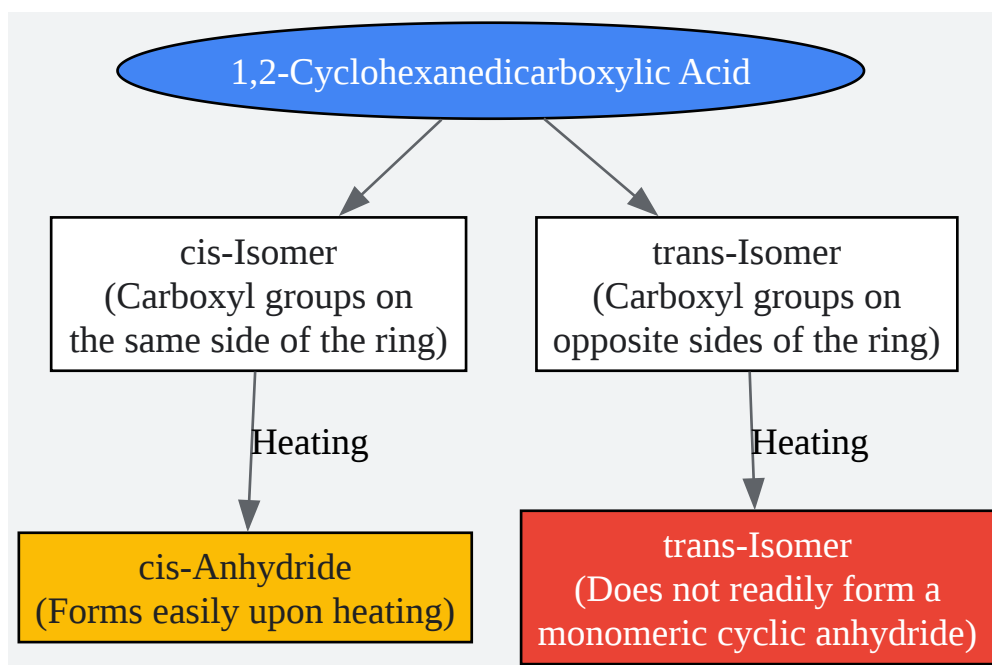 1,2-Cyclohexanedicarboxylic Acid
cis-Isomer
(Carboxyl groups on
the same side of the ring)
trans-Isomer
(Carboxyl groups on
opposite sides of the ring)
Heating
Heating
cis-Anhydride
(Forms easily upon heating)
trans-Isomer
(Does not readily form a
monomeric cyclic anhydride)